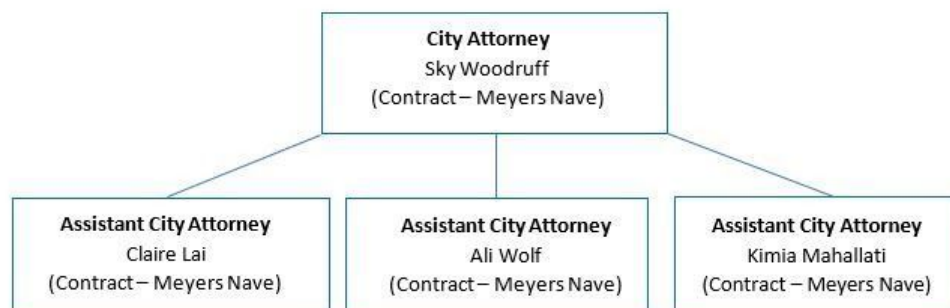 City Attorney
Sky Woodruff
(Contract – Meyers Nave)
Assistant City Attorney
Claire Lai
(Contract – Meyers Nave)
Assistant City Attorney
Ali Wolf
(Contract – Meyers Nave)
Assistant City Attorney
Kimia Mahallati
(Contract – Meyers Nave)